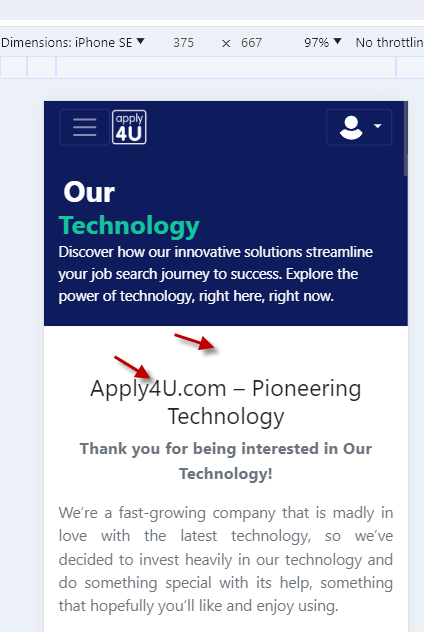 Dimensions: iPhone SE ▼ 375 × 667 97% ▼ No throttlin
apply
4U
Our
Technology
Discover how our innovative solutions streamline
your job search journey to success. Explore the
power of technology, right here, right now.
Apply4U.com – Pioneering
Technology
Thank you for being interested in Our
Technology!
We’re a fast-growing company that is madly in
love with the latest technology, so we’ve
decided to invest heavily in our technology and
do something special with its help, something
that hopefully you’ll like and enjoy using.